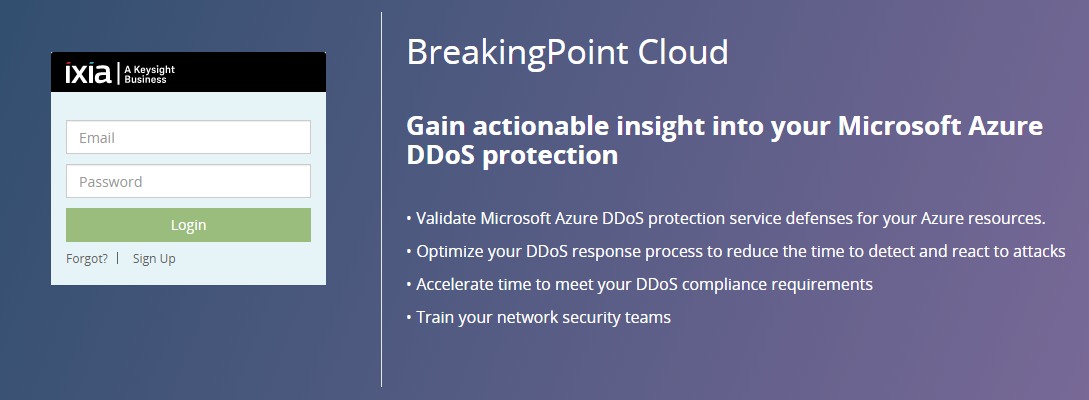 ixia | A Keysight
Business
Email
Password
Login
Forgot? | Sign Up
BreakingPoint Cloud
Gain actionable insight into your Microsoft Azure
DDoS protection
• Validate Microsoft Azure DDoS protection service defenses for your Azure resources.
• Optimize your DDoS response process to reduce the time to detect and react to attacks
• Accelerate time to meet your DDoS compliance requirements
• Train your network security teams